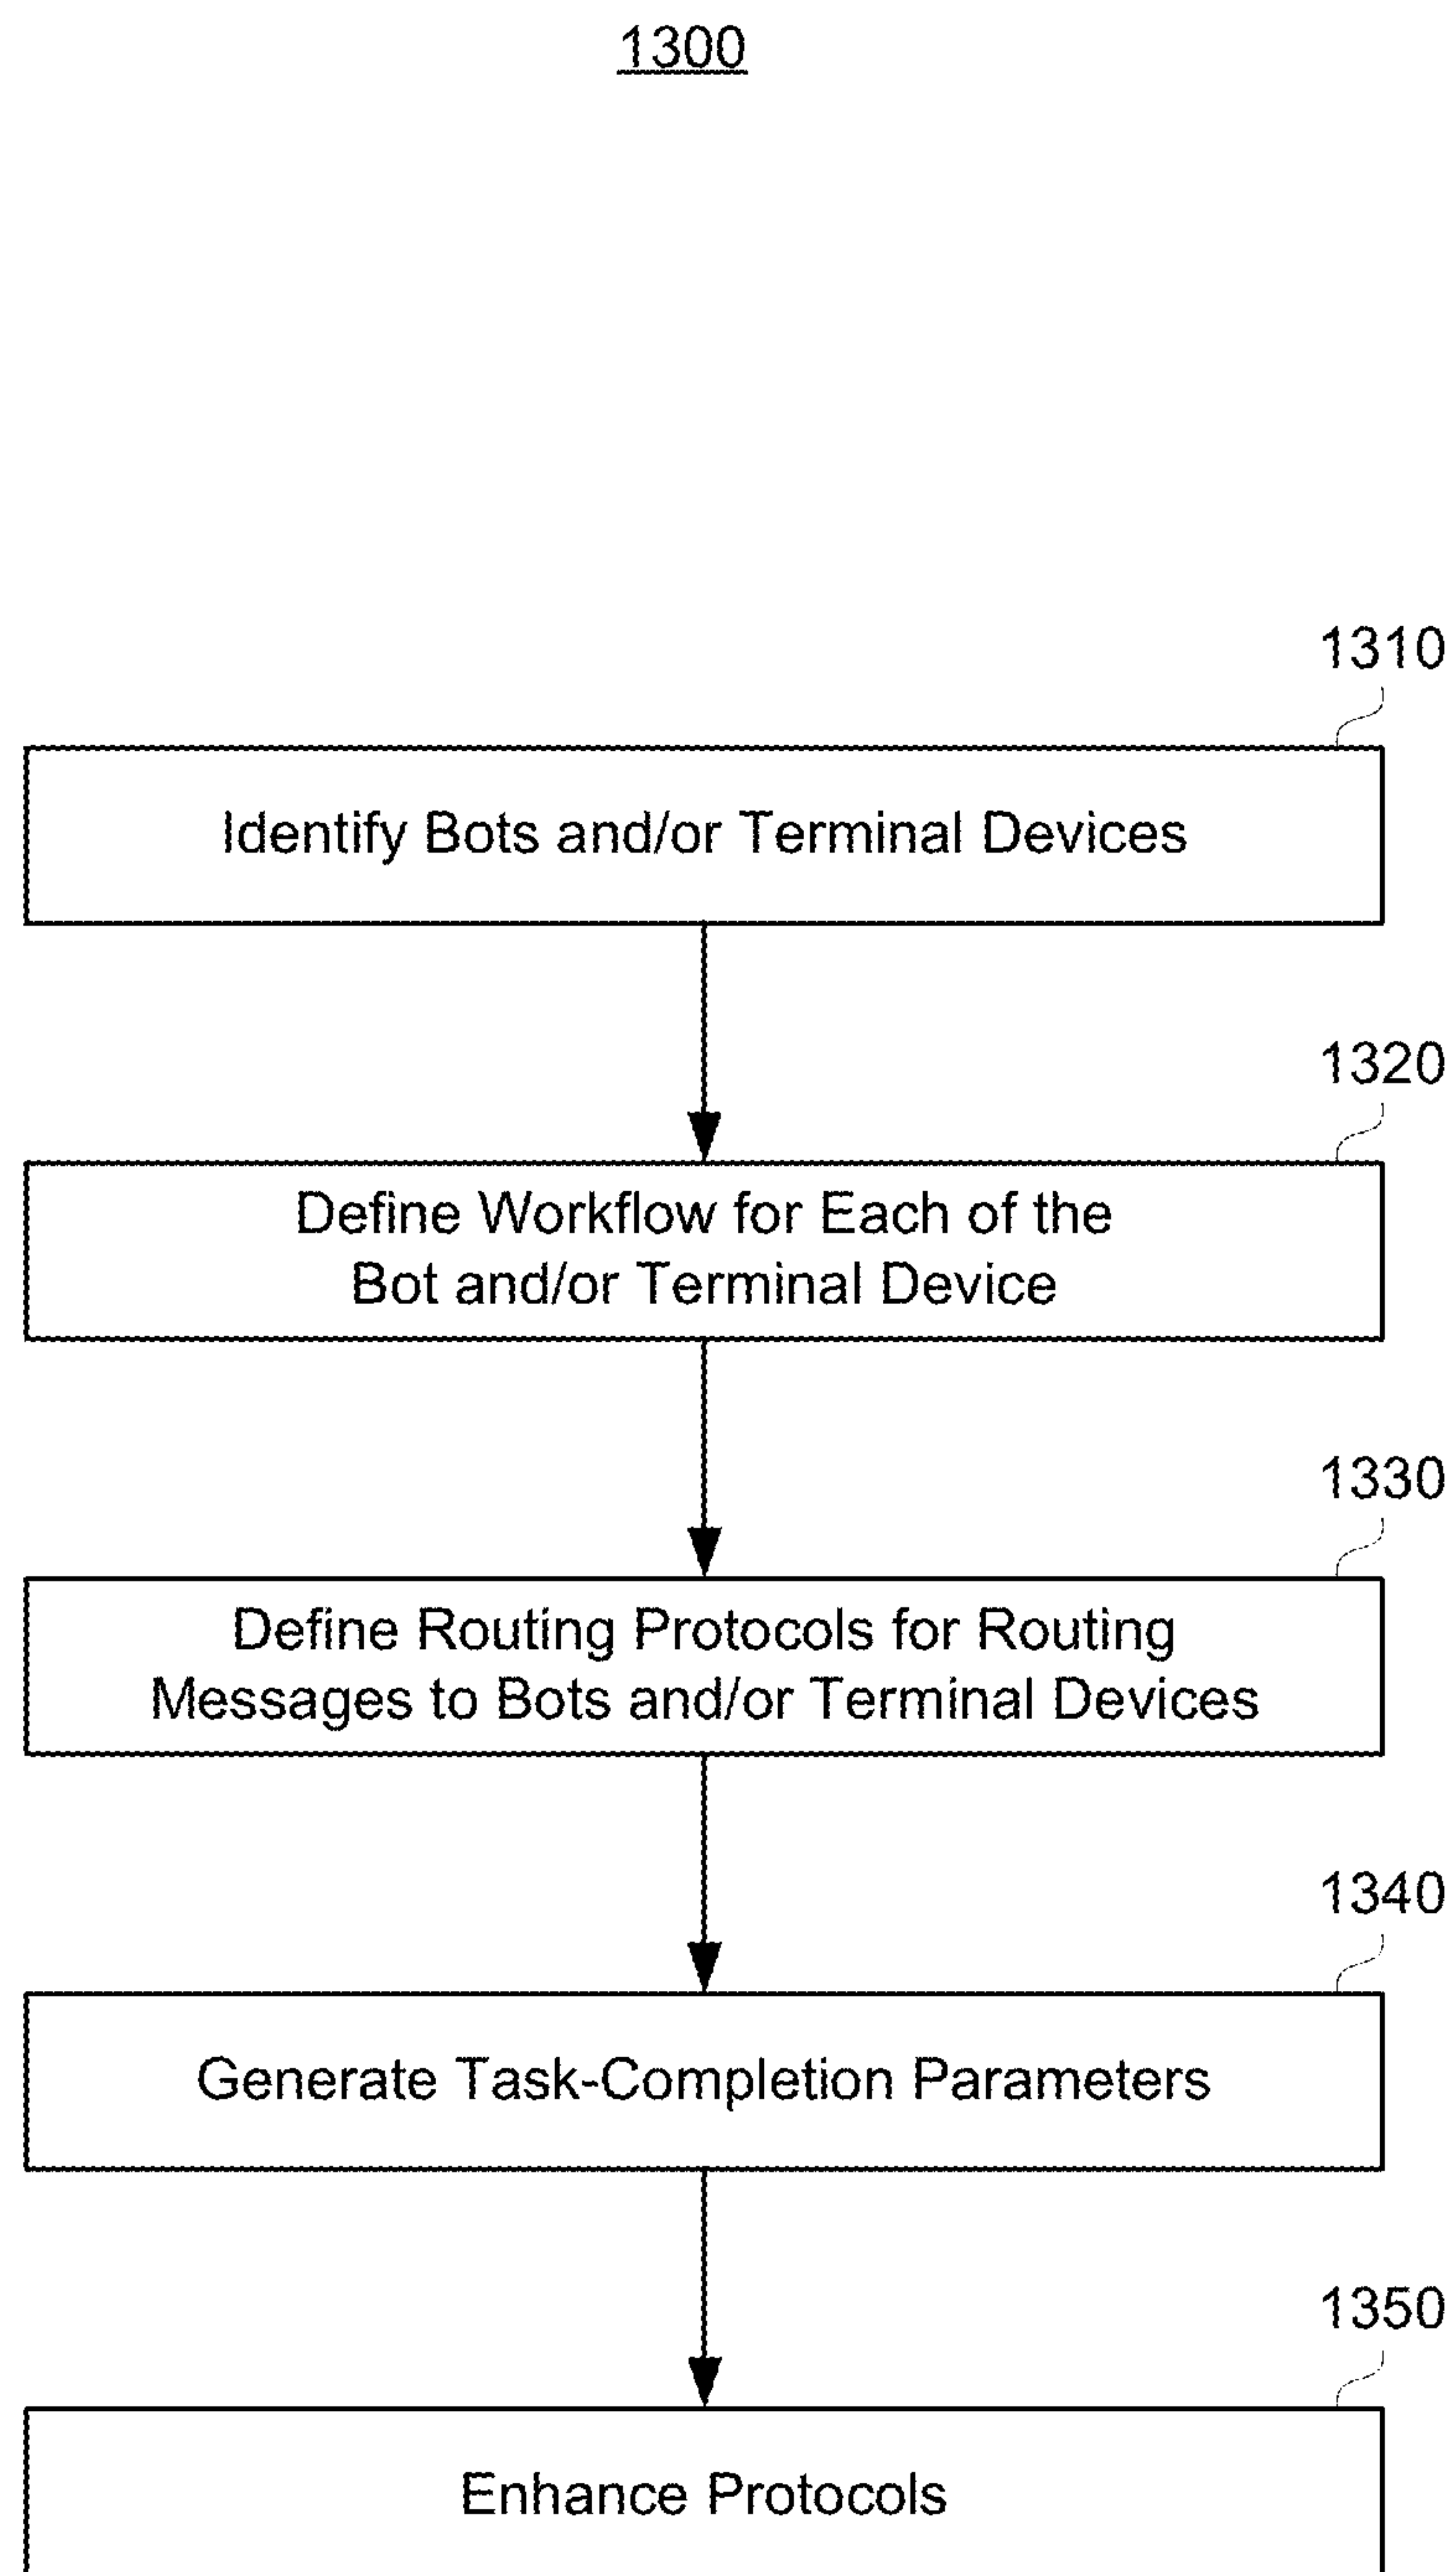 1300
1310
Identify Bots and/or Terminal Devices
1320
Define Workflow for Each of the
Bot and/or Terminal Device
1330
Define Routing Protocols for Routing
Messages to Bots and/or Terminal Devices
1340
Generate Task-Completion Parameters
1350
Enhance Protocols